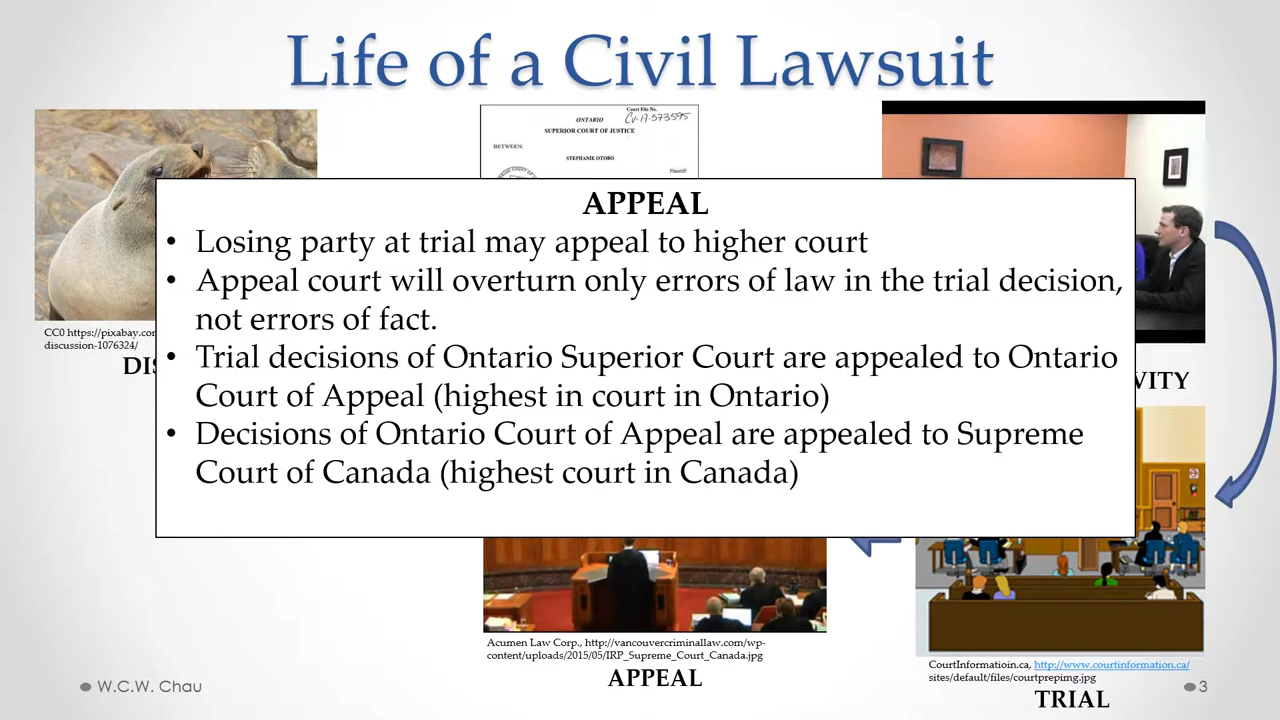 Life of a Civil Lawsuit
Court File No.
CV-17-573595
ONTARIO
SUPERIOR COURT OF JUSTICE
BETWEEN:
STEPHANIE OTOBO
Plaintiff
APPEAL
• Losing party at trial may appeal to higher court
• Appeal court will overturn only errors of law in the trial decision,
not errors of fact.
• Trial decisions of Ontario Superior Court are appealed to Ontario
Court of Appeal (highest in court in Ontario)
• Decisions of Ontario Court of Appeal are appealed to Supreme
Court of Canada (highest court in Canada)
CC0 https://pixabay.co
discussion-1076324/
DIS
VITY
Acumen Law Corp., http://vancouvercriminallaw.com/wp-
content/uploads/2015/05/IRP_Supreme_Court_Canada.jpg
APPEAL
CourtInformatioin.ca, http://www.courtinformation.ca/
sites/default/files/courtprepimg.jpg
TRIAL
W.C.W. Chau
3